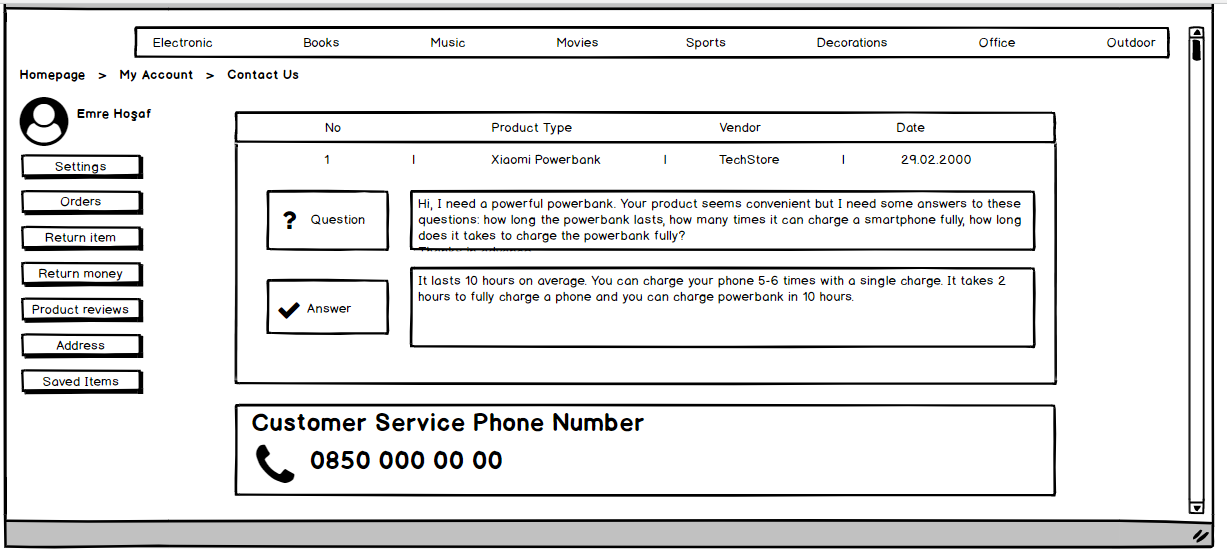 Electronic Books Music Movies Sports Decorations Office Outdoor
Homepage > My Account > Contact Us
Emre Hoşaf
Settings
Orders
Return item
Return money
Product reviews
Address
Saved Items
No Product Type Vendor Date
1 | Xiaomi Powerbank | TechStore | 29.02.2000
? Question
Hi, I need a powerful powerbank. Your product seems convenient but I need some answers to these
questions: how long the powerbank lasts, how many times it can charge a smartphone fully, how long
does it takes to charge the powerbank fully?
Answer
It lasts 10 hours on average. You can charge your phone 5-6 times with a single charge. It takes 2
hours to fully charge a phone and you can charge powerbank in 10 hours.
Customer Service Phone Number
0850 000 00 00